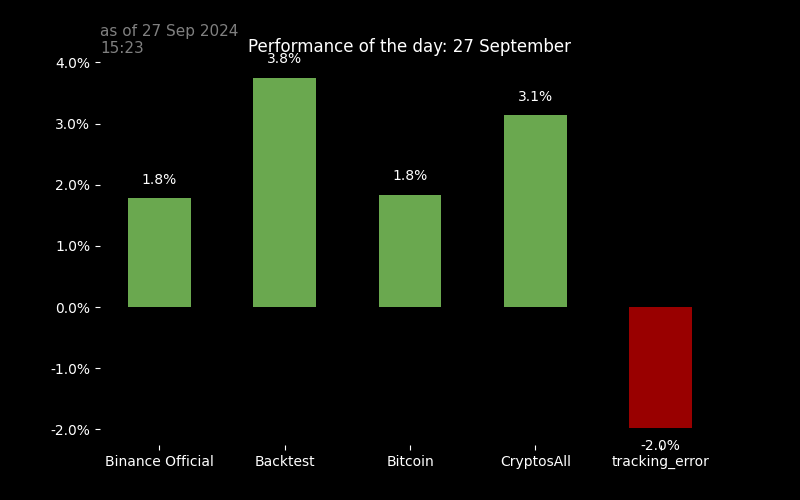 as of 27 Sep 2024
15:23
Performance of the day: 27 September
4.0%
3.0%
2.0%
1.0%
0.0%
-1.0%
-2.0%
1.8%
3.8%
1.8%
3.1%
-2.0%
Binance Official
Backtest
Bitcoin
CryptosAll
tracking_error